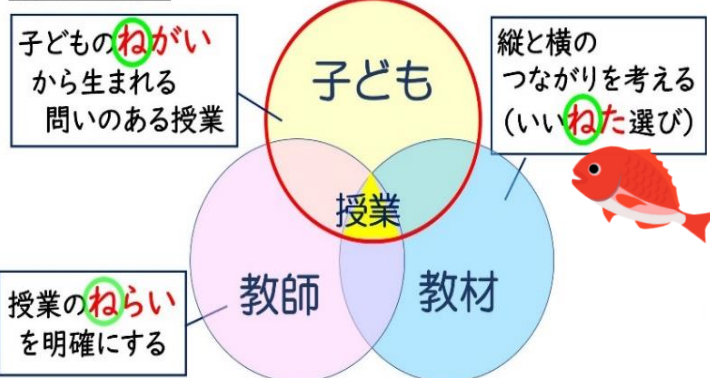 子どものねがい
から生まれる
問いのある授業
子ども
縦と横の
つながりを考える
(いいねた選び)
授業
教師
教材
授業のねらい
を明確にする